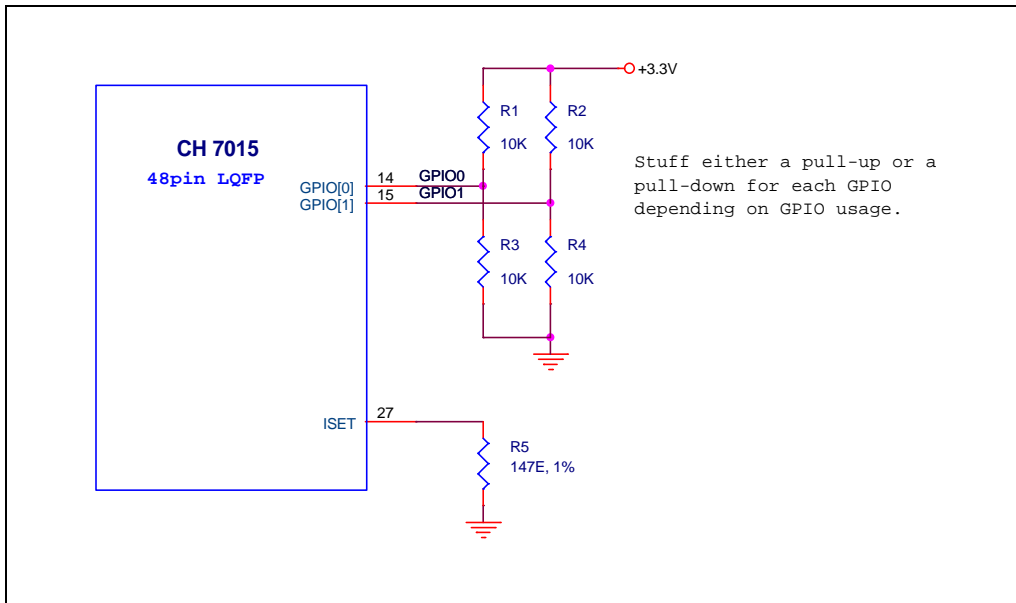 +3.3V
R1
10K
R2
10K
CH 7015
48pin LQFP
GPIO[0]
14
GPIO0
GPIO[1]
15
GPIO1
Stuff either a pull-up or a
pull-down for each GPIO
depending on GPIO usage.
R3
10K
R4
10K
ISET
27
R5
147E, 1%